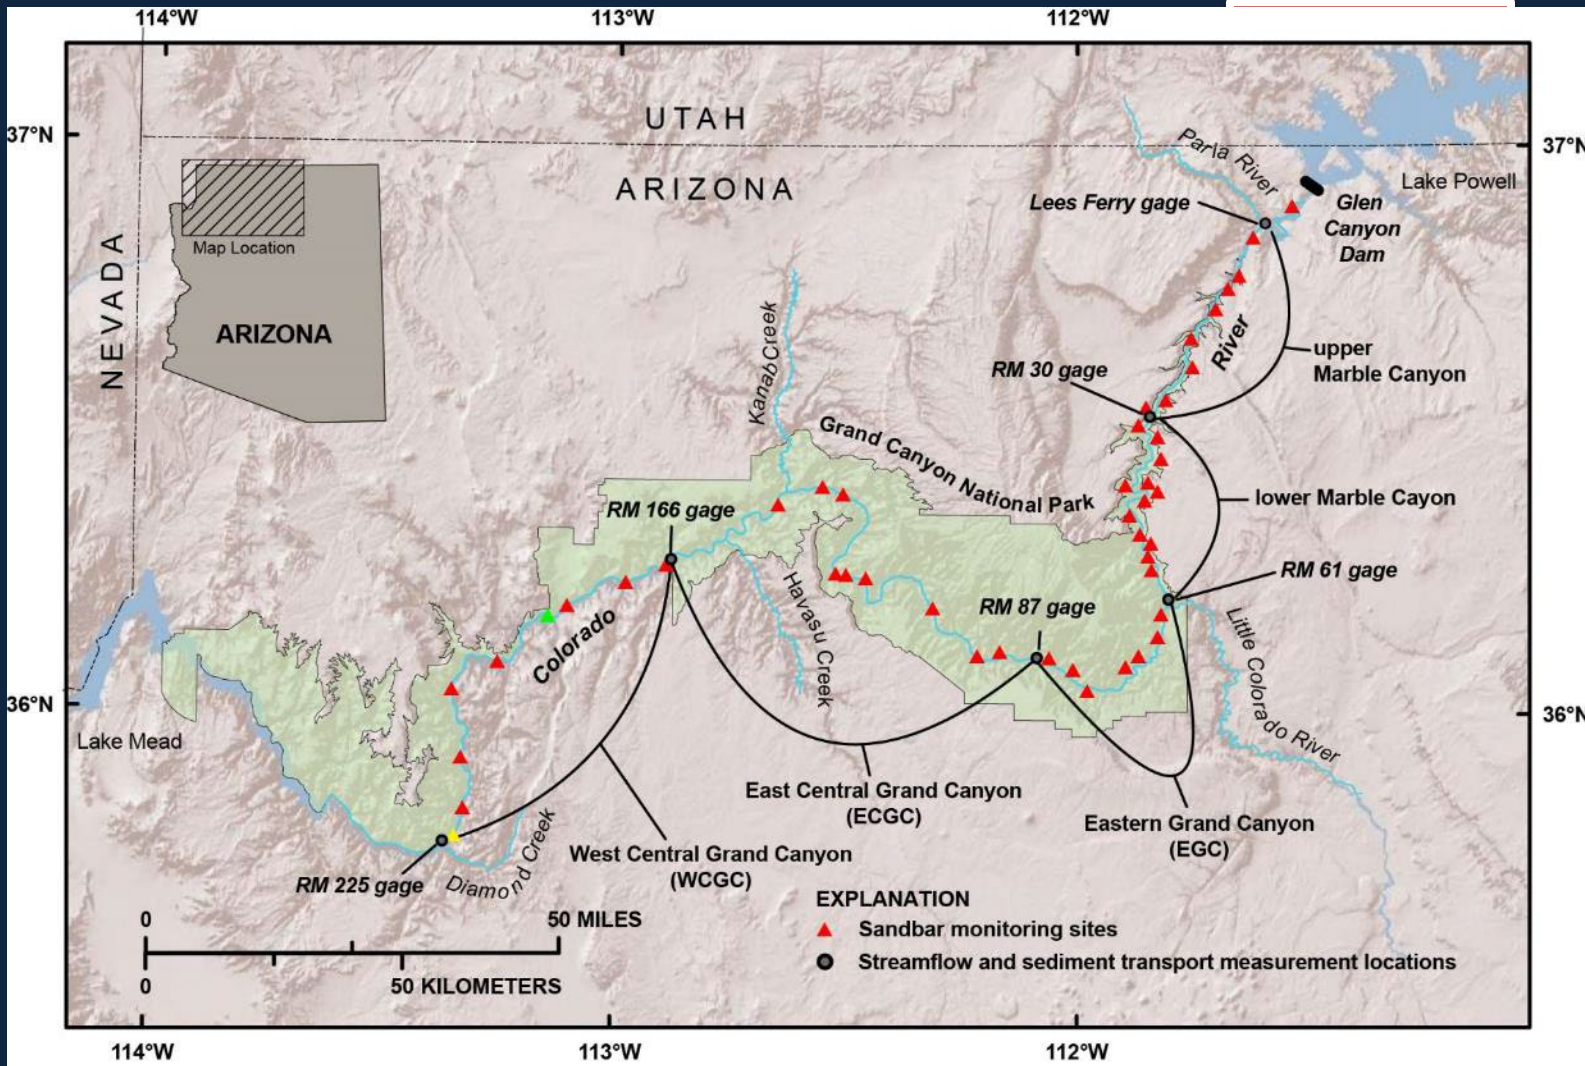 114°W
113°W
112°W
37°N
37°N
UTAH
ARIZONA
NEVADA
Map Location
ARIZONA
Paria River
Lake Powell
Lees Ferry gage
Glen
Canyon
Dam
Kanab Creek
River
RM 30 gage
upper
Marble Canyon
Grand Canyon National Park
lower Marble Cayon
RM 166 gage
RM 61 gage
Havasu Creek
RM 87 gage
Little Colorado River
Colorado
36°N
36°N
Lake Mead
East Central Grand Canyon
(ECGC)
Eastern Grand Canyon
(EGC)
West Central Grand Canyon
(WCGC)
RM 225 gage
Diamond Creek
EXPLANATION
Sandbar monitoring sites
Streamflow and sediment transport measurement locations
0
50 MILES
0
50 KILOMETERS
114°W
113°W
112°W